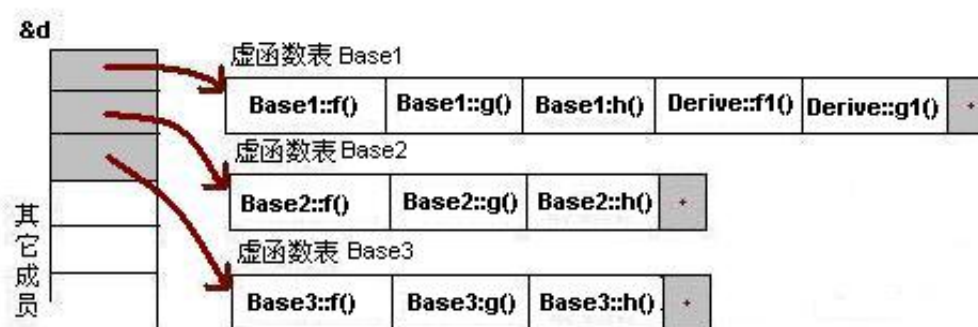 &d
虚函数表 Base1
Base1::f() Base1::g() Base1:h() Derive::f1() Derive::g1()
虚函数表 Base2
Base2::f() Base2::g() Base2::h()
虚函数表 Base3
Base3::f() Base3:g() Base3::h()
其它成员